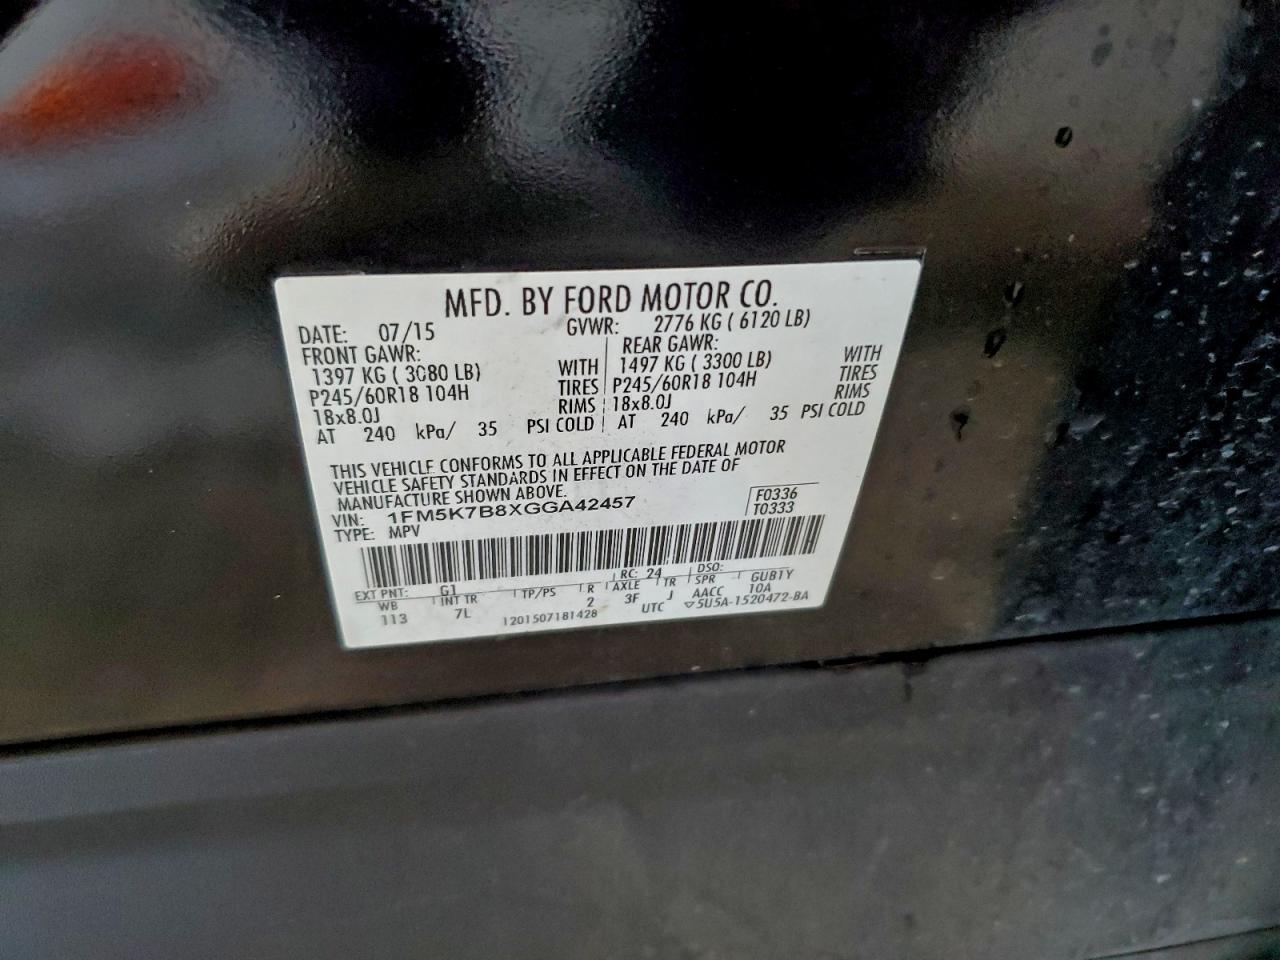 MFD. BY FORD MOTOR CO.
DATE: 07/15 GVWR: 2776 KG ( 6120 LB)
FRONT GAWR: REAR GAWR:
1397 KG ( 3080 LB) WITH 1497 KG ( 3300 LB) WITH
P245/60R18 104H TIRES P245/60R18 104H TIRES
18x8.0J RIMS 18x8.0J RIMS
AT 240 kPa/ 35 PSI COLD AT 240 kPa/ 35 PSI COLD
THIS VEHICLE CONFORMS TO ALL APPLICABLE FEDERAL MOTOR
VEHICLE SAFETY STANDARDS IN EFFECT ON THE DATE OF
MANUFACTURE SHOWN ABOVE.
VIN: 1FM5K7B8XGGA42457 F0336
TYPE: MPV T0333
EXT PNT: G1 RC: 24 DSO:
WB INT TR TP/PS R AXLE TR SPR GUB1Y
113 7L 2 3F J AACC 10A
1201507181428 UTC ▽5U5A-1520472-BA